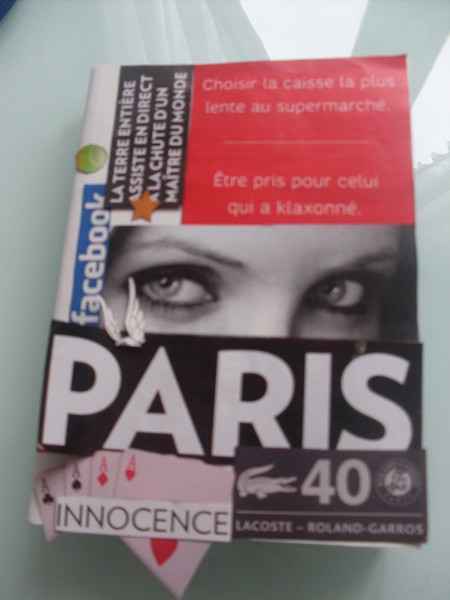 Choisir la caisse la plus
lente au supermarché.
Être pris pour celui
qui a klaxonné.
LA TERRE ENTIÈRE
ASSISTE EN DIRECT
À LA CHUTE D'UN
MAÎTRE DU MONDE
facebook
PARIS
A
A
A
A
INNOCENCE
40
LACOSTE – ROLAND-GARROS